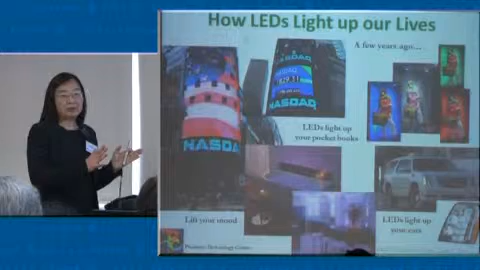 How LEDs Light up our Lives
A few years ago...
NASDAQ
NASDAQ
LEDs light up
your pocket books
Lift your mood
LEDs light up
your cars